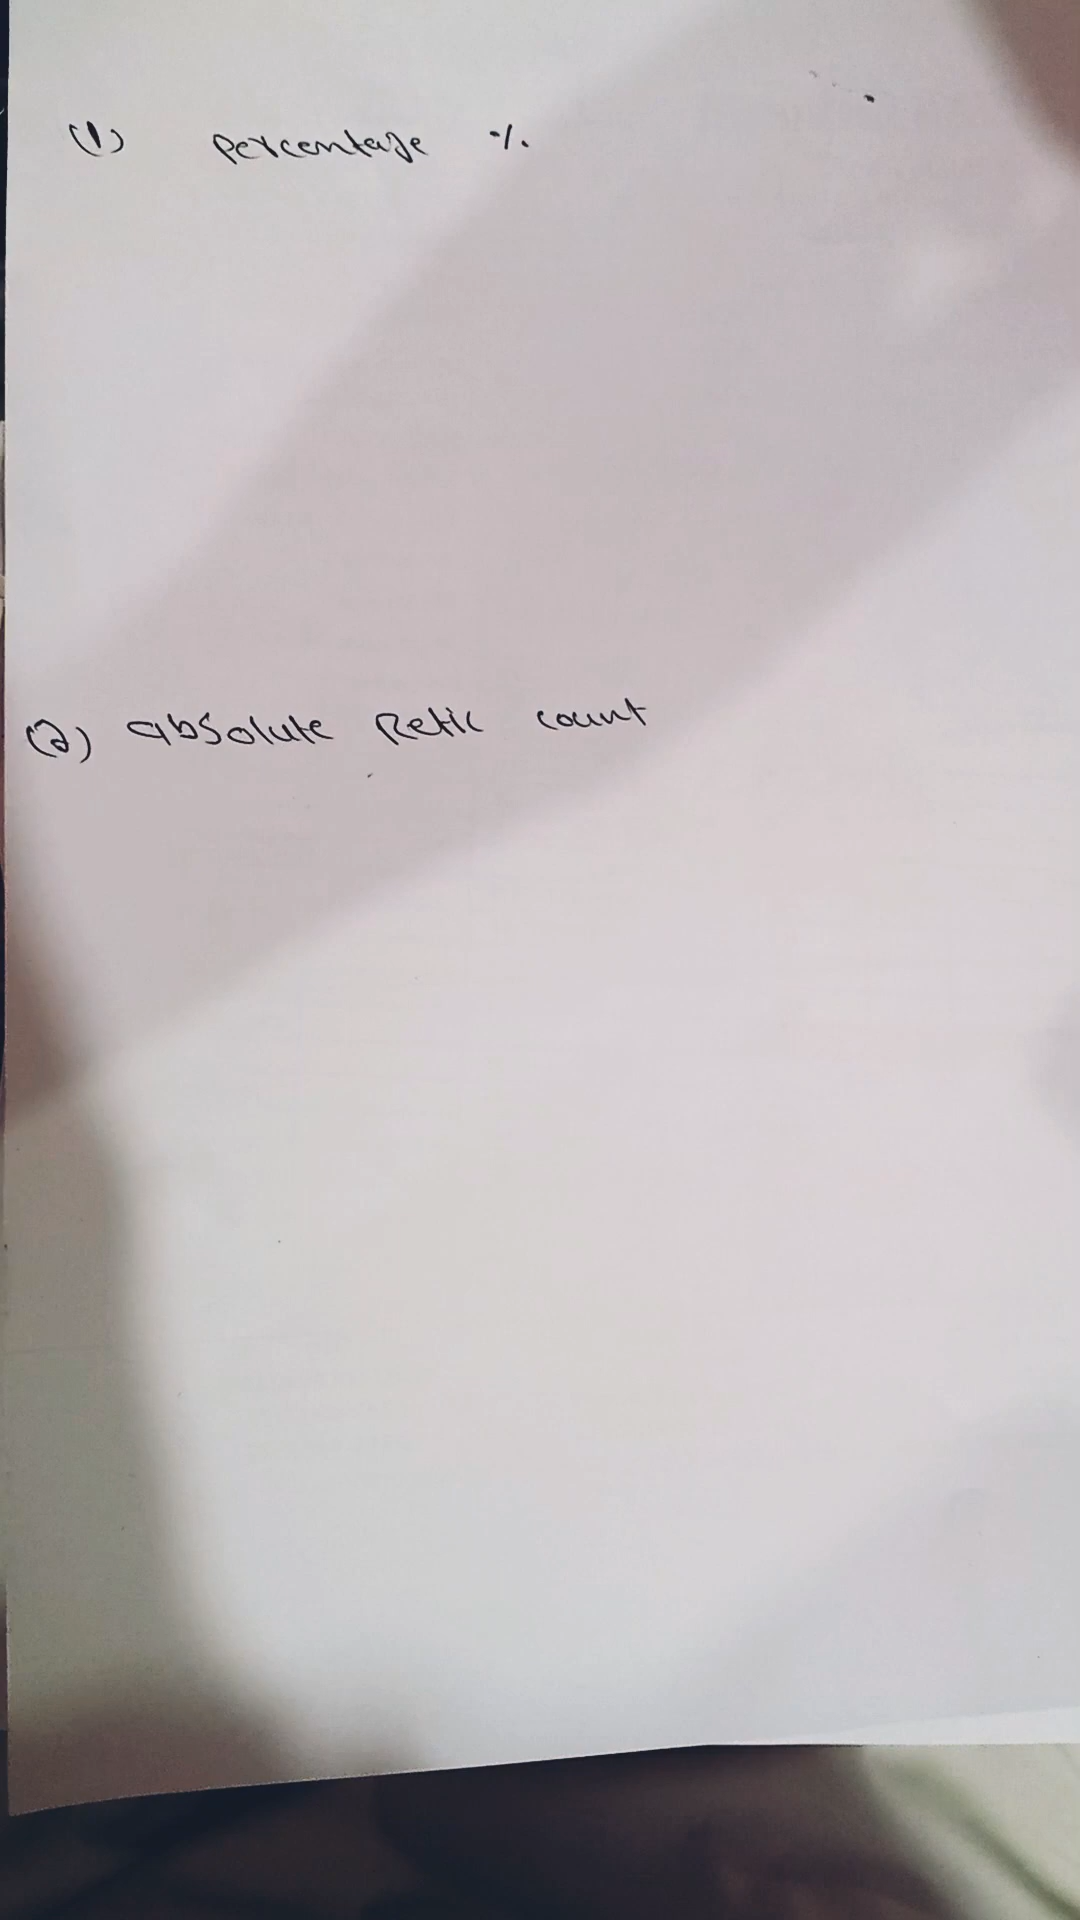 (1) percentage %
(2) absolute Retic count